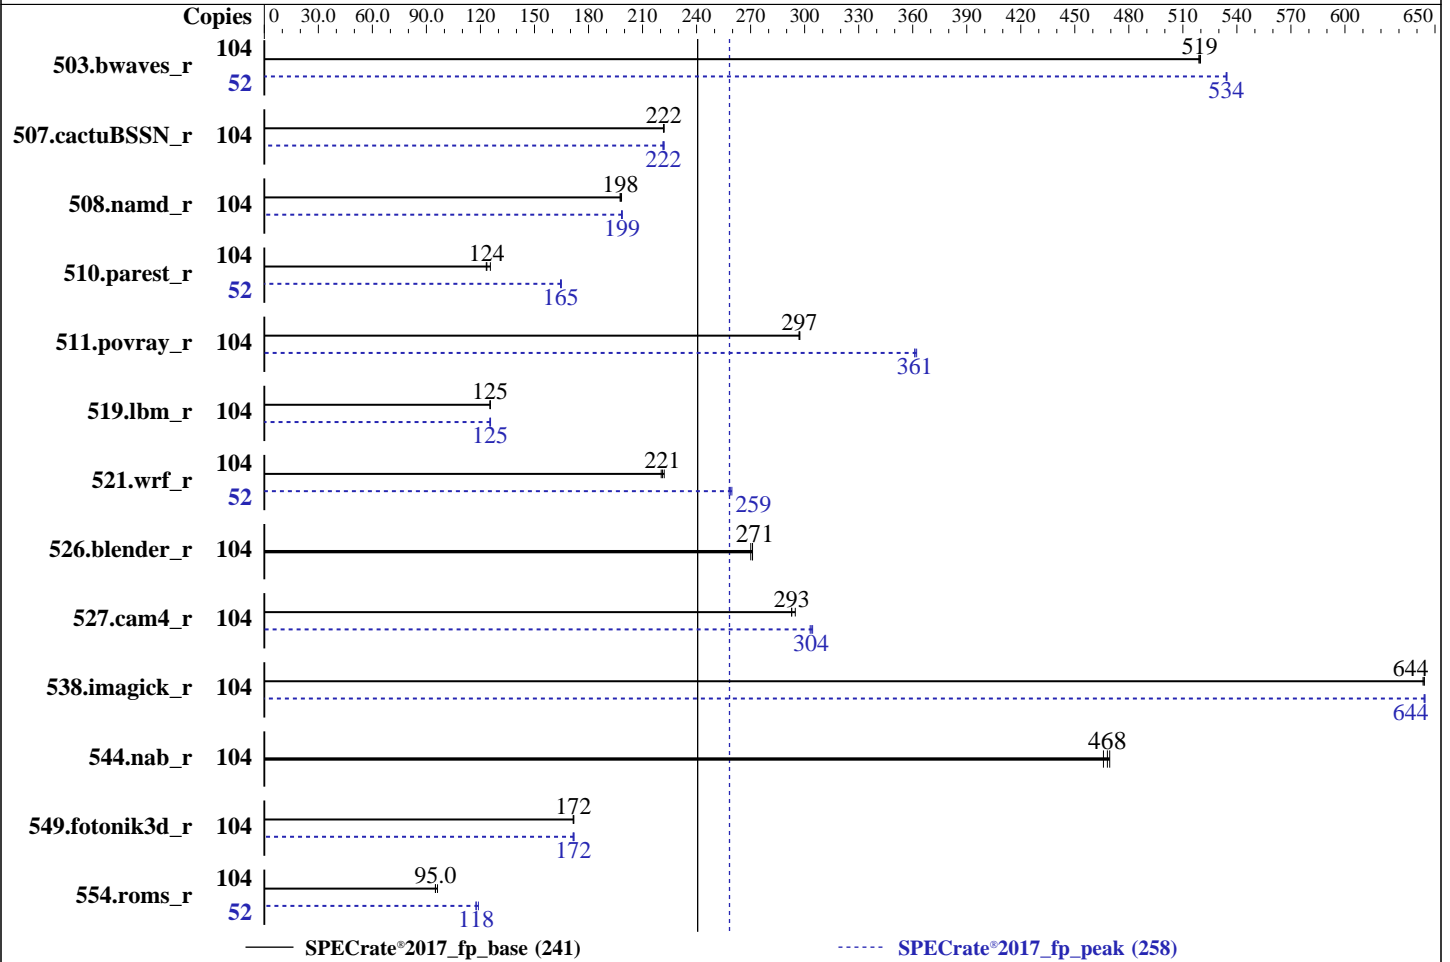 Copies 0 30.0 60.0 90.0 120 150 180 210 240 270 300 330 360 390 420 450 480 510 540 570 600 650
503.bwaves_r 104 519
52 534
507.cactuBSSN_r 104 222
222
508.namd_r 104 198
199
510.parest_r 104 124
52 165
511.povray_r 104 297
361
519.lbm_r 104 125
125
521.wrf_r 104 221
52 259
526.blender_r 104 271
527.cam4_r 104 293
304
538.imagick_r 104 644
644
544.nab_r 104 468
549.fotonik3d_r 104 172
172
554.roms_r 104 95.0
52 118
SPECrate®2017_fp_base (241) SPECrate®2017_fp_peak (258)